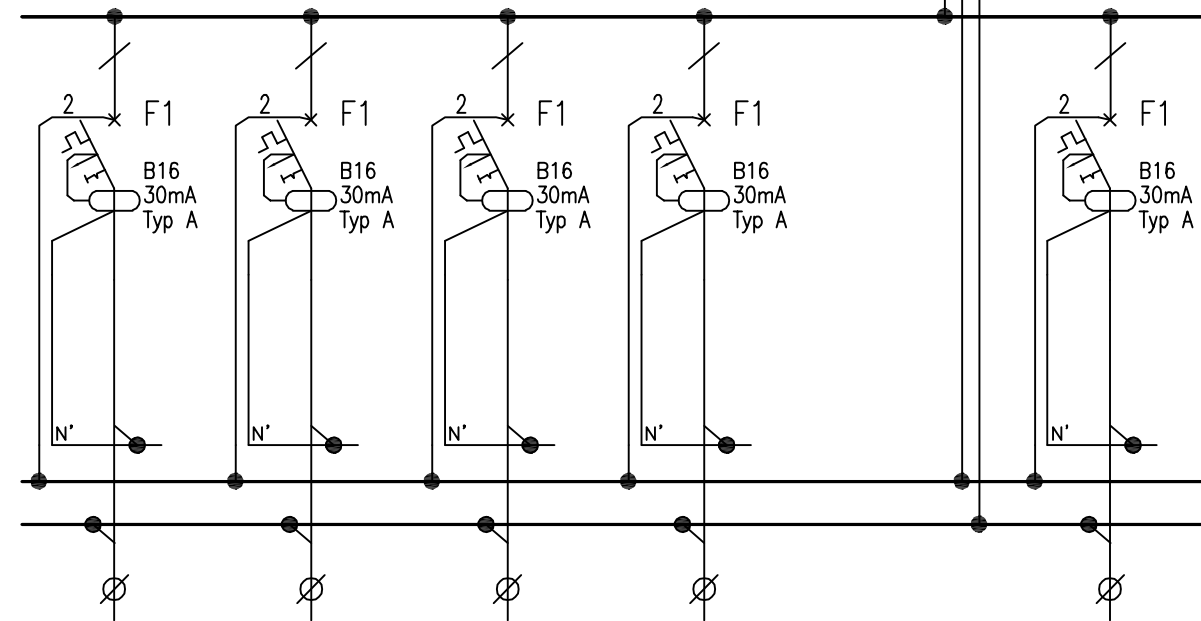 2 F1 2 F1 2 F1 2 F1 2 F1
B16 B16 B16 B16 B16
30mA 30mA 30mA 30mA 30mA
Typ A Typ A Typ A Typ A Typ A
N' N' N' N' N'